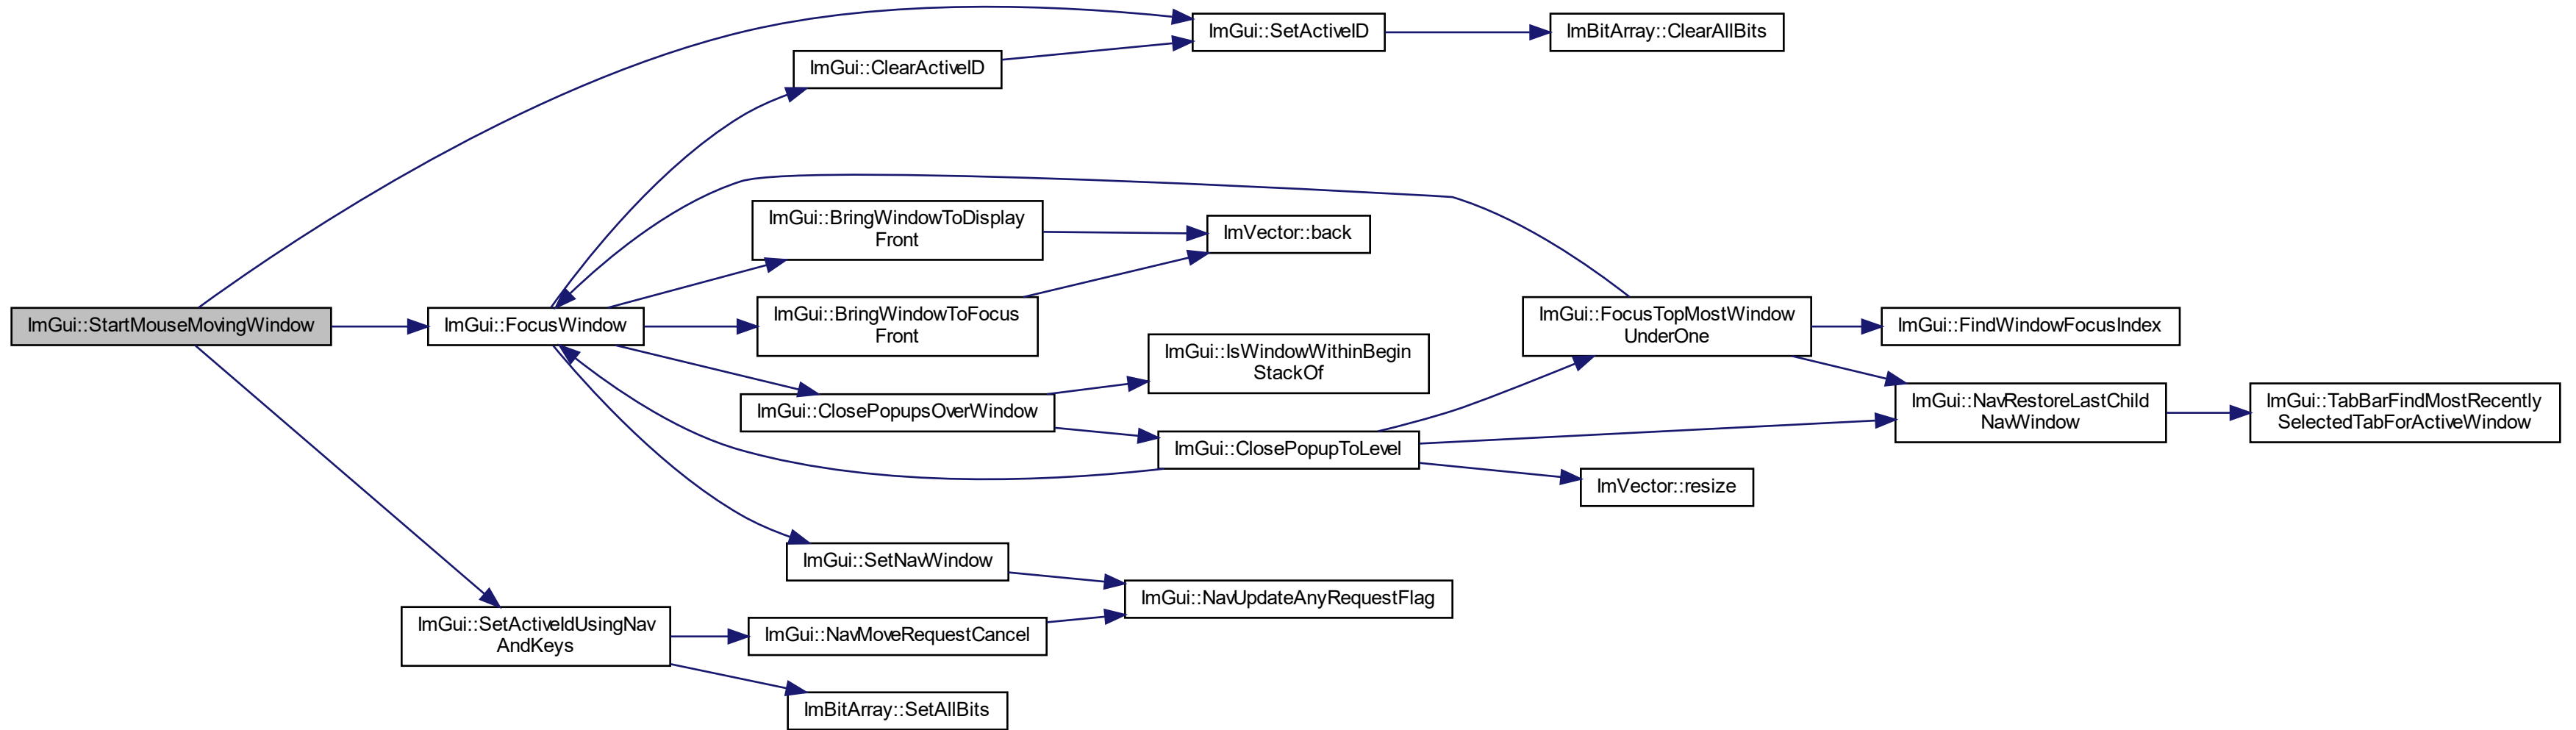 ImGui::StartMouseMovingWindow
ImGui::FocusWindow
ImGui::SetActiveIdUsingNav
AndKeys
ImGui::ClearActiveID
ImGui::BringWindowToDisplay
Front
ImGui::BringWindowToFocus
Front
ImGui::ClosePopupsOverWindow
ImGui::SetNavWindow
ImGui::NavMoveRequestCancel
ImBitArray::SetAllBits
ImGui::SetActiveID
ImVector::back
ImGui::IsWindowWithinBegin
StackOf
ImGui::ClosePopupToLevel
ImGui::NavUpdateAnyRequestFlag
ImBitArray::ClearAllBits
ImGui::FocusTopMostWindow
UnderOne
ImVector::resize
ImGui::FindWindowFocusIndex
ImGui::NavRestoreLastChild
NavWindow
ImGui::TabBarFindMostRecently
SelectedTabForActiveWindow